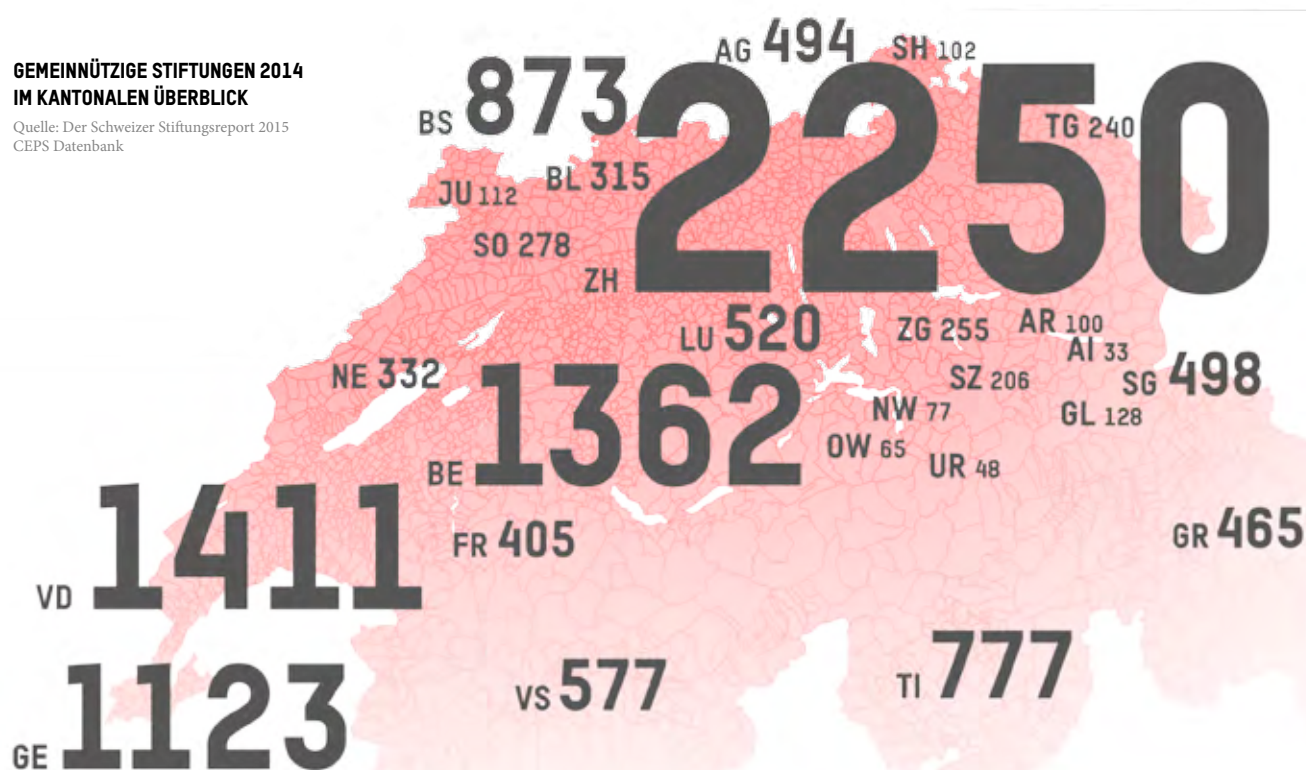 GEMEINNÜTZIGE STIFTUNGEN 2014
IM KANTONALEN ÜBERBLICK
Quelle: Der Schweizer Stiftungsreport 2015
CEPS Datenbank
AG 494
SH 102
BS 873
TG 240
BL 315
JU 112
SO 278
ZH 2250
LU 520
ZG 255
AR 100
AI 33
NE 332
SZ 206
SG 498
NW 77
GL 128
BE 1362
OW 65
UR 48
FR 405
GR 465
VD 1411
VS 577
TI 777
GE 1123